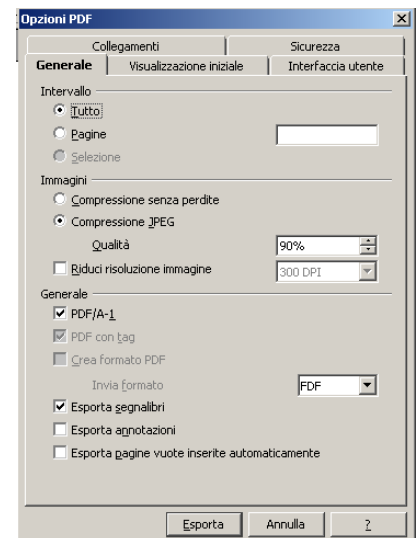 Opzioni PDF
Collegamenti Sicurezza
Generale Visualizzazione iniziale Interfaccia utente
Intervallo
Tutto
Pagine
Selezione
Immagini
Compressione senza perdite
Compressione JPEG
Qualità 90%
Riduci risoluzione immagine 300 DPI
Generale
PDF/A-1
PDF con tag
Crea formato PDF
Invia formato FDF
Esporta segnalibri
Esporta annotazioni
Esporta pagine vuote inserite automaticamente
Esporta Annulla ?